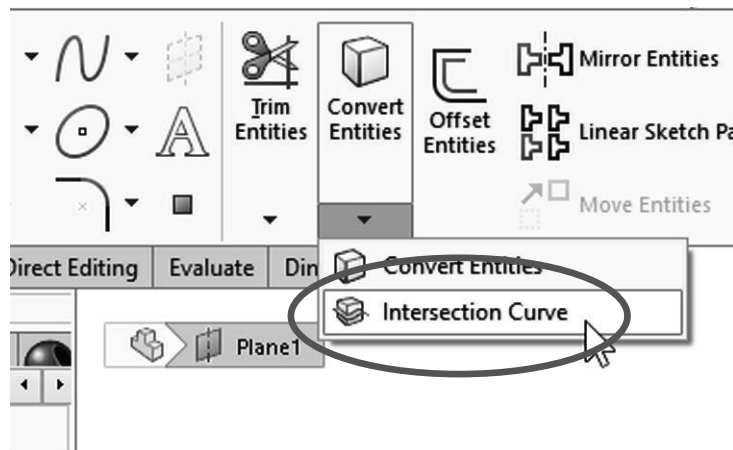 Trim
Entities
Convert
Entities
Offset
Entities
Mirror Entities
Linear Sketch Pa
Move Entities
Direct Editing
Evaluate
Din
Convert Entities
Intersection Curve
Plane1